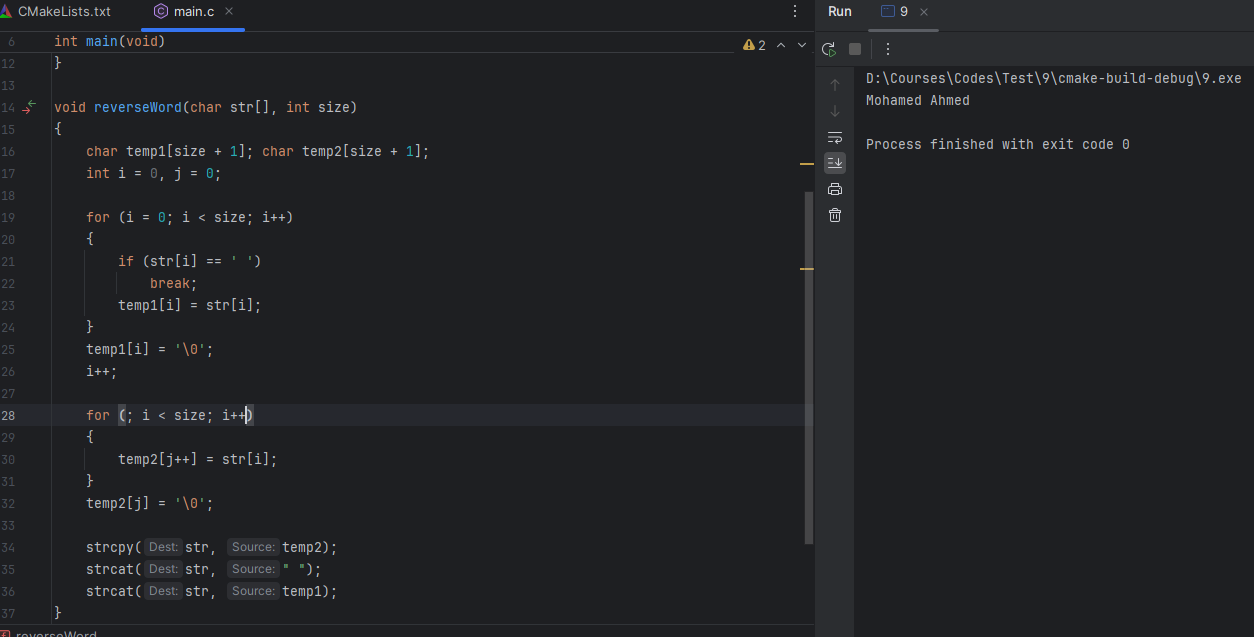 CMakeLists.txt
main.c
Run
9
2
6 int main(void)
12 }
13
14 void reverseWord(char str[], int size)
15 {
16 char temp1[size + 1]; char temp2[size + 1];
17 int i = 0, j = 0;
18
19 for (i = 0; i < size; i++)
20 {
21 if (str[i] == ' ')
22 break;
23 temp1[i] = str[i];
24 }
25 temp1[i] = '\0';
26 i++;
27
28 for (; i < size; i++)
29 {
30 temp2[j++] = str[i];
31 }
32 temp2[j] = '\0';
33
34 strcpy( Dest: str, Source: temp2);
35 strcat( Dest: str, Source: " ");
36 strcat( Dest: str, Source: temp1);
37 }
f reverseWord
D:\Courses\Codes\Test\9\cmake-build-debug\9.exe
Mohamed Ahmed
Process finished with exit code 0